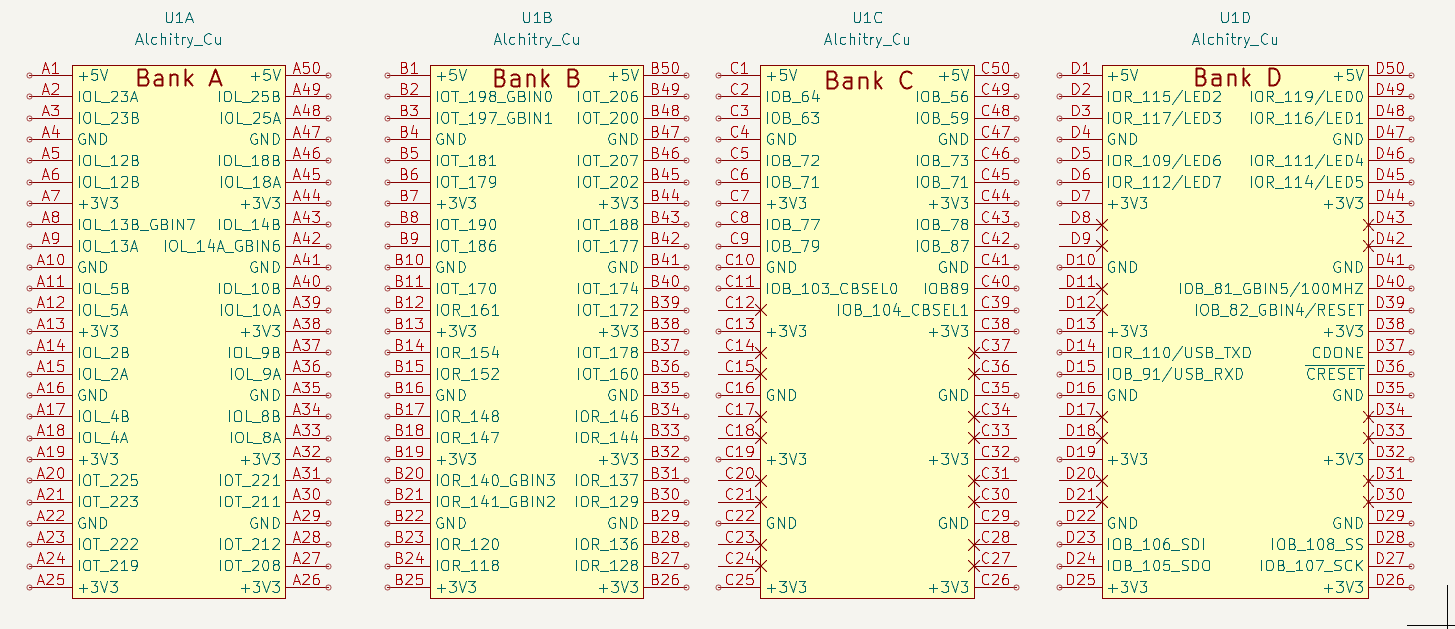 U1A U1B U1C U1D
Alchitry_Cu Alchitry_Cu Alchitry_Cu Alchitry_Cu
Bank A Bank B Bank C Bank D
A1 +5V +5V A50 B1 +5V +5V B50 C1 +5V +5V C50 D1 +5V +5V D50
A2 IOL_23A IOL_25B A49 B2 IOT_198_GBIN0 IOT_206 B49 C2 IOB_64 IOB_56 C49 D2 IOR_115/LED2 IOR_119/LED0 D49
A3 IOL_23B IOL_25A A48 B3 IOT_197_GBIN1 IOT_200 B48 C3 IOB_63 IOB_59 C48 D3 IOR_117/LED3 IOR_116/LED1 D48
A4 GND GND A47 B4 GND GND B47 C4 GND GND C47 D4 GND GND D47
A5 IOL_12B IOL_18B A46 B5 IOT_181 IOT_207 B46 C5 IOB_72 IOB_73 C46 D5 IOR_109/LED6 IOR_111/LED4 D46
A6 IOL_12B IOL_18A A45 B6 IOT_179 IOT_202 B45 C6 IOB_71 IOB_71 C45 D6 IOR_112/LED7 IOR_114/LED5 D45
A7 +3V3 +3V3 A44 B7 +3V3 +3V3 B44 C7 +3V3 +3V3 C44 D7 +3V3 +3V3 D44
A8 IOL_13B_GBIN7 IOL_14B A43 B8 IOT_190 IOT_188 B43 C8 IOB_77 IOB_78 C43 D8 D43
A9 IOL_13A IOL_14A_GBIN6 A42 B9 IOT_186 IOT_177 B42 C9 IOB_79 IOB_87 C42 D9 D42
A10 GND GND A41 B10 GND GND B41 C10 GND GND C41 D10 GND GND D41
A11 IOL_5B IOL_10B A40 B11 IOT_170 IOT_174 B40 C11 IOB_103_CBSEL0 IOB89 C40 D11 IOB_81_GBIN5/100MHZ D40
A12 IOL_5A IOL_10A A39 B12 IOR_161 IOT_172 B39 C12 IOB_104_CBSEL1 C39 D12 IOB_82_GBIN4/RESET D39
A13 +3V3 +3V3 A38 B13 +3V3 +3V3 B38 C13 +3V3 +3V3 C38 D13 +3V3 +3V3 D38
A14 IOL_2B IOL_9B A37 B14 IOR_154 IOT_178 B37 C14 C37 D14 IOR_110/USB_TXD CDONE D37
A15 IOL_2A IOL_9A A36 B15 IOR_152 IOT_160 B36 C15 C36 D15 IOB_91/USB_RXD CRESET D36
A16 GND GND A35 B16 GND GND B35 C16 GND GND C35 D16 GND GND D35
A17 IOL_4B IOL_8B A34 B17 IOR_148 IOR_146 B34 C17 C34 D17 D34
A18 IOL_4A IOL_8A A33 B18 IOR_147 IOR_144 B33 C18 C33 D18 D33
A19 +3V3 +3V3 A32 B19 +3V3 +3V3 B32 C19 +3V3 +3V3 C32 D19 +3V3 +3V3 D32
A20 IOT_225 IOT_221 A31 B20 IOR_140_GBIN3 IOR_137 B31 C20 C31 D20 D31
A21 IOT_223 IOT_211 A30 B21 IOR_141_GBIN2 IOR_129 B30 C21 C30 D21 D30
A22 GND GND A29 B22 GND GND B29 C22 GND GND C29 D22 GND GND D29
A23 IOT_222 IOT_212 A28 B23 IOR_120 IOR_136 B28 C23 C28 D23 IOB_106_SDI IOB_108_SS D28
A24 IOT_219 IOT_208 A27 B24 IOR_118 IOR_128 B27 C24 C27 D24 IOB_105_SDO IOB_107_SCK D27
A25 +3V3 +3V3 A26 B25 +3V3 +3V3 B26 C25 +3V3 +3V3 C26 D25 +3V3 +3V3 D26